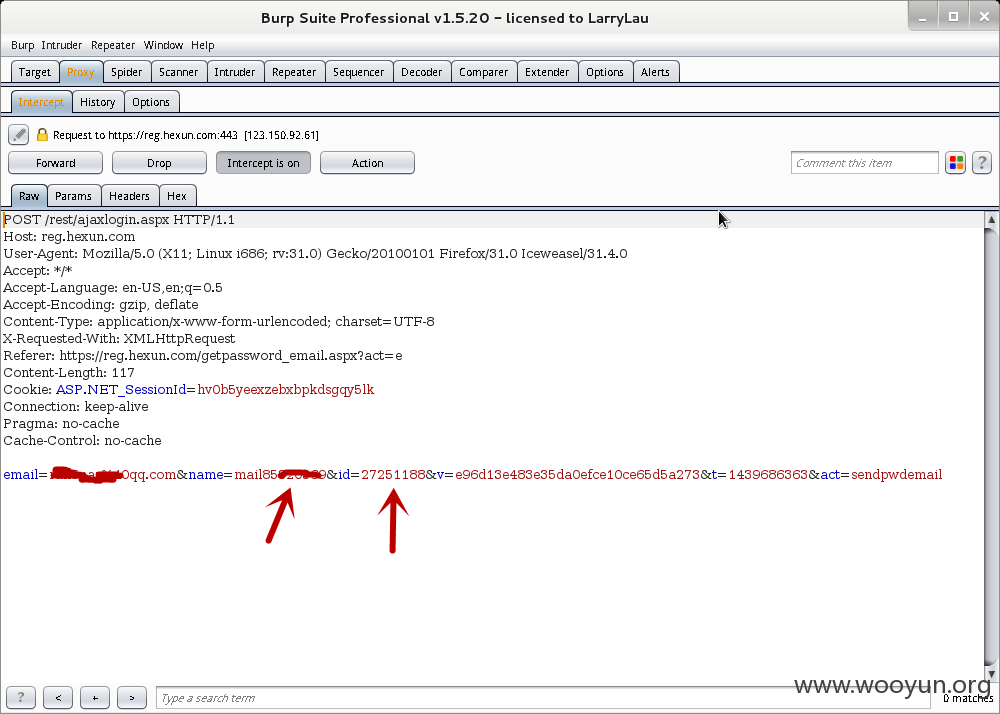 Burp Suite Professional v1.5.20 - licensed to LarryLau
Burp Intruder Repeater Window Help
Target Proxy Spider Scanner Intruder Repeater Sequencer Decoder Comparer Extender Options Alerts
Intercept History Options
Request to https://reg.hexun.com:443 [123.150.92.61]
Forward Drop Intercept is on Action Comment this item ?
Raw Params Headers Hex
POST /rest/ajaxlogin.aspx HTTP/1.1
Host: reg.hexun.com
User-Agent: Mozilla/5.0 (X11; Linux i686; rv:31.0) Gecko/20100101 Firefox/31.0 Iceweasel/31.4.0
Accept: */*
Accept-Language: en-US,en;q=0.5
Accept-Encoding: gzip, deflate
Content-Type: application/x-www-form-urlencoded; charset=UTF-8
X-Requested-With: XMLHttpRequest
Referer: https://reg.hexun.com/getpassword_email.aspx?act=e
Content-Length: 117
Cookie: ASP.NET_SessionId=hv0b5yeexzebxbpkdsgqy5lk
Connection: keep-alive
Pragma: no-cache
Cache-Control: no-cache
email= qq.com&name=mail85 &id=27251188&v=e96d13e483e35da0efce10ce65d5a273&t=1439686363&act=sendpwdemail
? < + > Type a search term 0 matches
www.wooyun.org